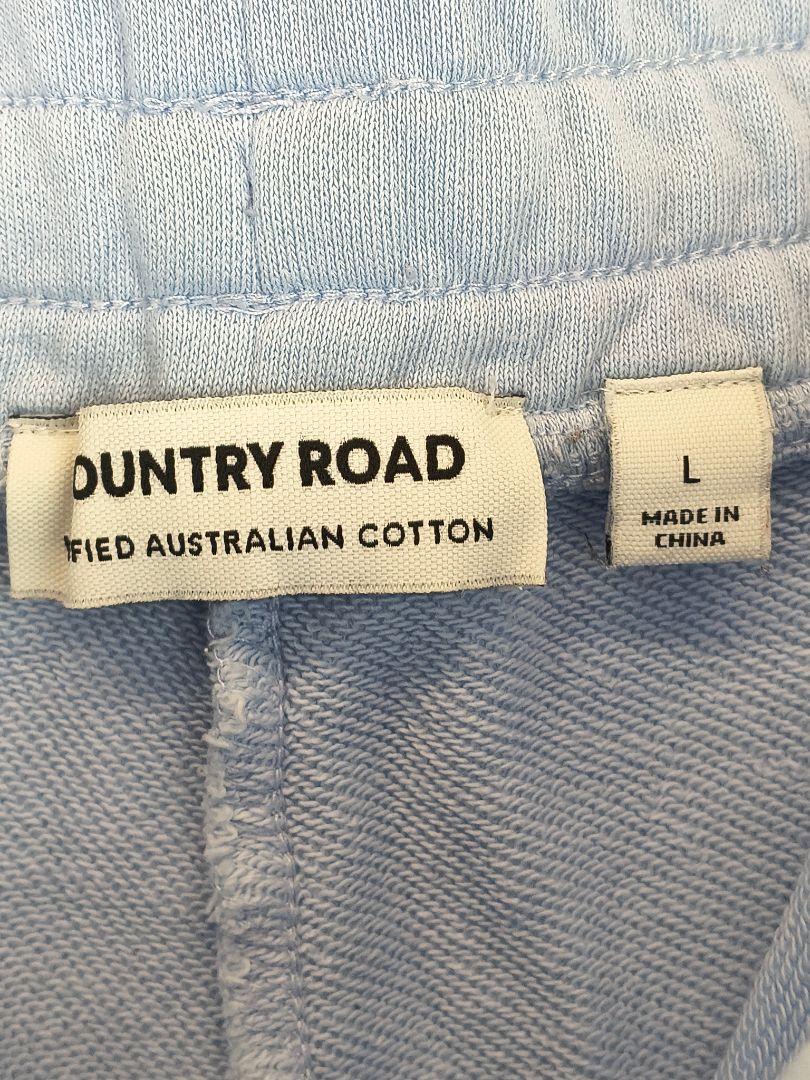 OUNTRY ROAD
FIED AUSTRALIAN COTTON
L
MADE IN
CHINA